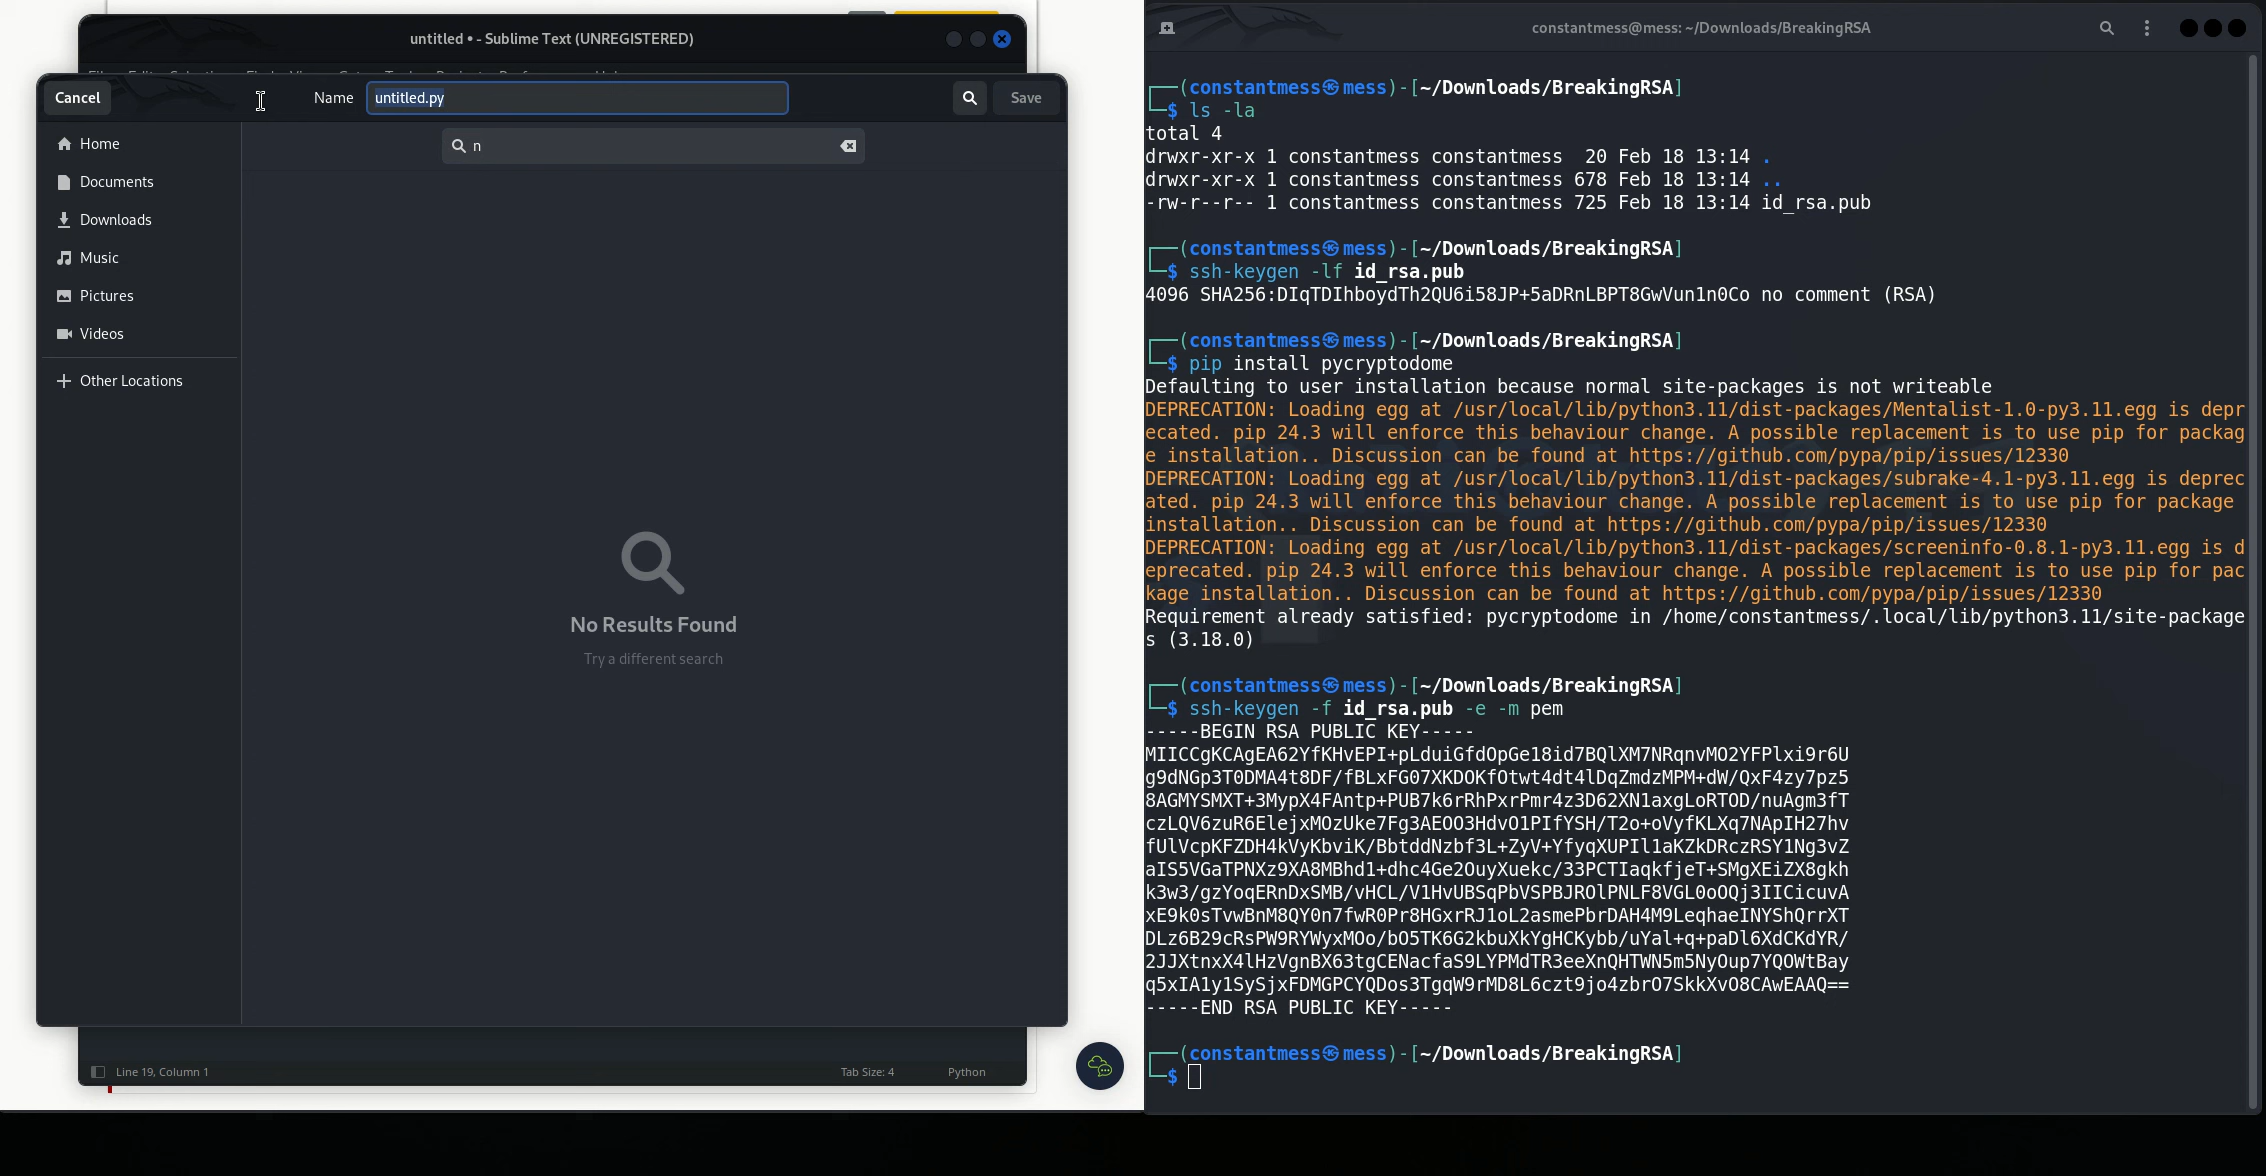 untitled • - Sublime Text (UNREGISTERED)
Cancel
Name
untitled.py
Save
n
Home
Documents
Downloads
Music
Pictures
Videos
Other Locations
No Results Found
Try a different search
Line 19, Column 1
Tab Size: 4
Python
constantmess@mess: ~/Downloads/BreakingRSA
┌──(constantmess㉿mess)-[~/Downloads/BreakingRSA]
└─$ ls -la
total 4
drwxr-xr-x 1 constantmess constantmess  20 Feb 18 13:14 .
drwxr-xr-x 1 constantmess constantmess 678 Feb 18 13:14 ..
-rw-r--r-- 1 constantmess constantmess 725 Feb 18 13:14 id_rsa.pub
┌──(constantmess㉿mess)-[~/Downloads/BreakingRSA]
└─$ ssh-keygen -lf id_rsa.pub
4096 SHA256:DIqTDIhboydTh2QU6i58JP+5aDRnLBPT8GwVun1n0Co no comment (RSA)
┌──(constantmess㉿mess)-[~/Downloads/BreakingRSA]
└─$ pip install pycryptodome
Defaulting to user installation because normal site-packages is not writeable
DEPRECATION: Loading egg at /usr/local/lib/python3.11/dist-packages/Mentalist-1.0-py3.11.egg is depr
ecated. pip 24.3 will enforce this behaviour change. A possible replacement is to use pip for packag
e installation.. Discussion can be found at https://github.com/pypa/pip/issues/12330
DEPRECATION: Loading egg at /usr/local/lib/python3.11/dist-packages/subrake-4.1-py3.11.egg is deprec
ated. pip 24.3 will enforce this behaviour change. A possible replacement is to use pip for package
installation.. Discussion can be found at https://github.com/pypa/pip/issues/12330
DEPRECATION: Loading egg at /usr/local/lib/python3.11/dist-packages/screeninfo-0.8.1-py3.11.egg is d
eprecated. pip 24.3 will enforce this behaviour change. A possible replacement is to use pip for pac
kage installation.. Discussion can be found at https://github.com/pypa/pip/issues/12330
Requirement already satisfied: pycryptodome in /home/constantmess/.local/lib/python3.11/site-package
s (3.18.0)
┌──(constantmess㉿mess)-[~/Downloads/BreakingRSA]
└─$ ssh-keygen -f id_rsa.pub -e -m pem
-----BEGIN RSA PUBLIC KEY-----
MIICCgKCAgEA62YfKHvEPI+pLduiGfdOpGe18id7BQlXM7NRqnvMO2YFPlxi9r6U
g9dNGp3T0DMA4t8DF/fBLxFG07XKDOKfOtwt4dt4lDqZmdzMPM+dW/QxF4zy7pz5
8AGMYSMXT+3MypX4FAntp+PUB7k6rRhPxrPmr4z3D62XN1axgLoRTOD/nuAgm3fT
czLQV6zuR6ElejxMOzUke7Fg3AEOO3HdvO1PIfYSH/T2o+oVyfKLXq7NApIH27hv
fUlVcpKFZDH4kVyKbviK/BbtddNzbf3L+ZyV+YfyqXUPIl1aKZkDRczRSY1Ng3vZ
aIS5VGaTPNXz9XA8MBhd1+dhc4Ge2OuyXuekc/33PCTIaqkfjeT+SMgXEiZX8gkh
k3w3/gzYoqERnDxSMB/vHCL/V1HvUBSqPbVSPBJROlPNLF8VGL0oOQj3IICicuvA
xE9k0sTvwBnM8QY0n7fwR0Pr8HGxrRJ1oL2asmePbrDAH4M9LeqhaeINYShQrrXT
DLz6B29cRsPW9RYWyxMOo/bO5TK6G2kbuXkYgHCKybb/uYal+q+paDl6XdCKdYR/
2JJXtnxX4lHzVgnBX63tgCENacfaS9LYPMdTR3eeXnQHTWN5m5NyOup7YQOWtBay
q5xIA1y1SySjxFDMGPCYQDos3TgqW9rMD8L6czt9jo4zbrO7SkkXvO8CAwEAAQ==
-----END RSA PUBLIC KEY-----
┌──(constantmess㉿mess)-[~/Downloads/BreakingRSA]
└─$